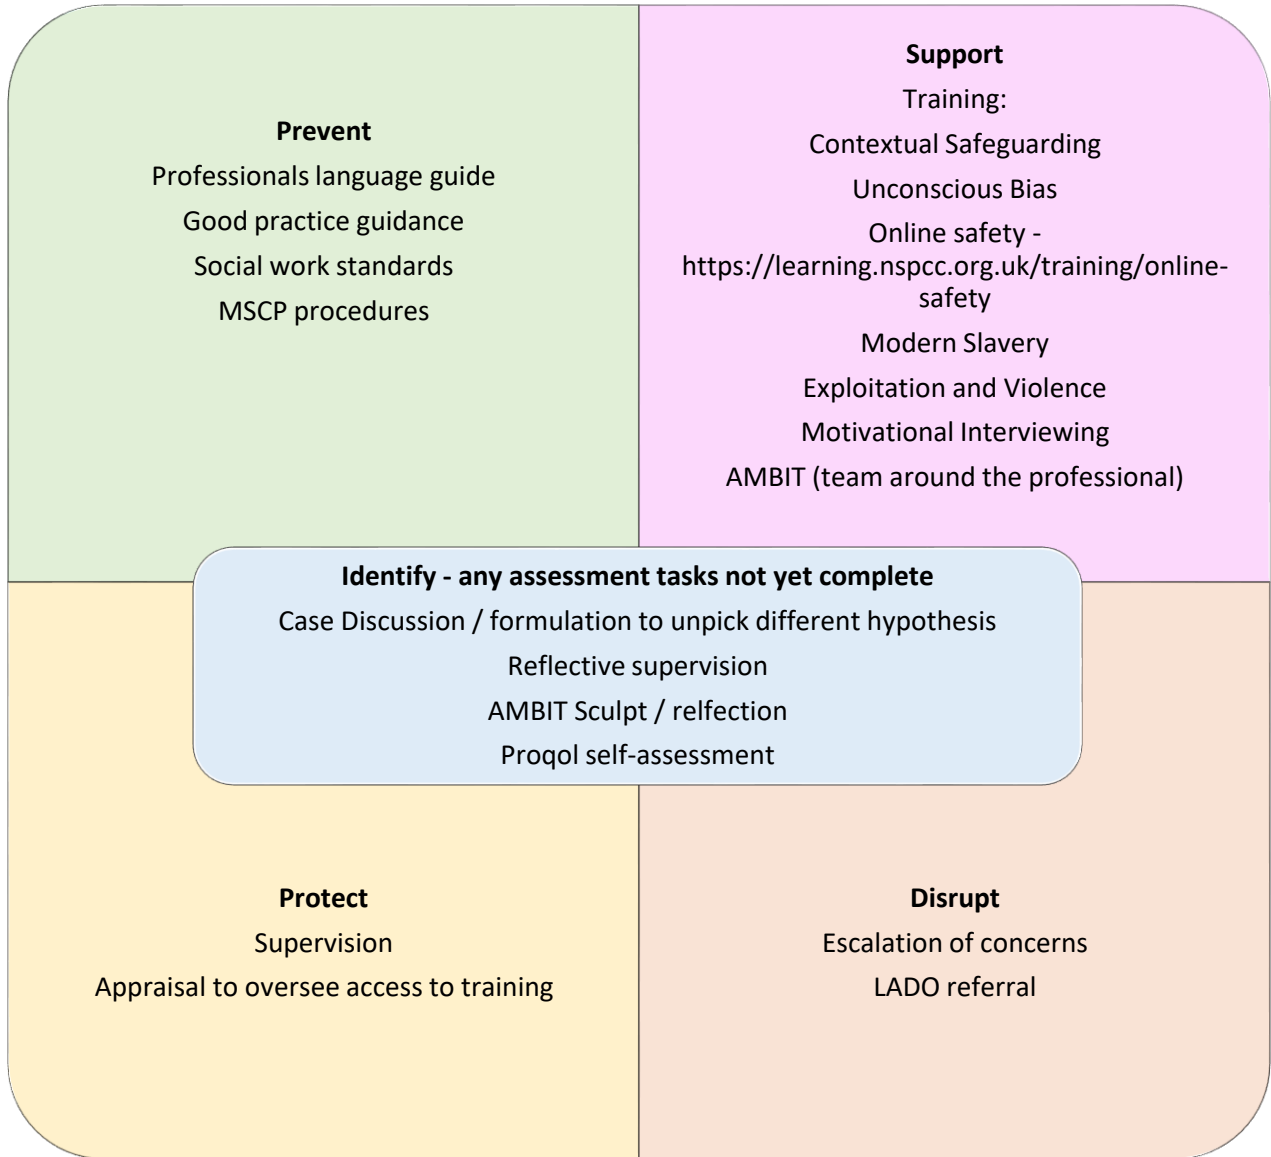 Prevent
Professionals language guide
Good practice guidance
Social work standards
MSCP procedures
Support
Training:
Contextual Safeguarding
Unconscious Bias
Online safety -
https://learning.nspcc.org.uk/training/online-
safety
Modern Slavery
Exploitation and Violence
Motivational Interviewing
AMBIT (team around the professional)
Identify - any assessment tasks not yet complete
Case Discussion / formulation to unpick different hypothesis
Reflective supervision
AMBIT Sculpt / relfection
Proqol self-assessment
Protect
Supervision
Appraisal to oversee access to training
Disrupt
Escalation of concerns
LADO referral